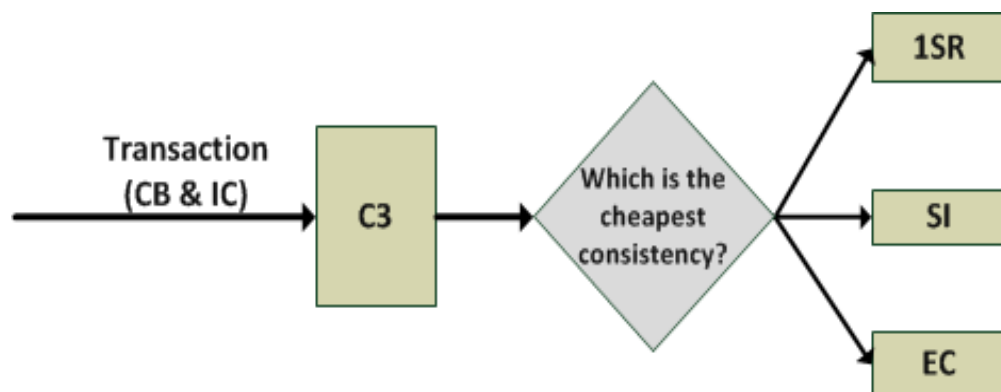 Transaction
(CB & IC)
C3
Which is the
cheapest
consistency?
1SR
SI
EC